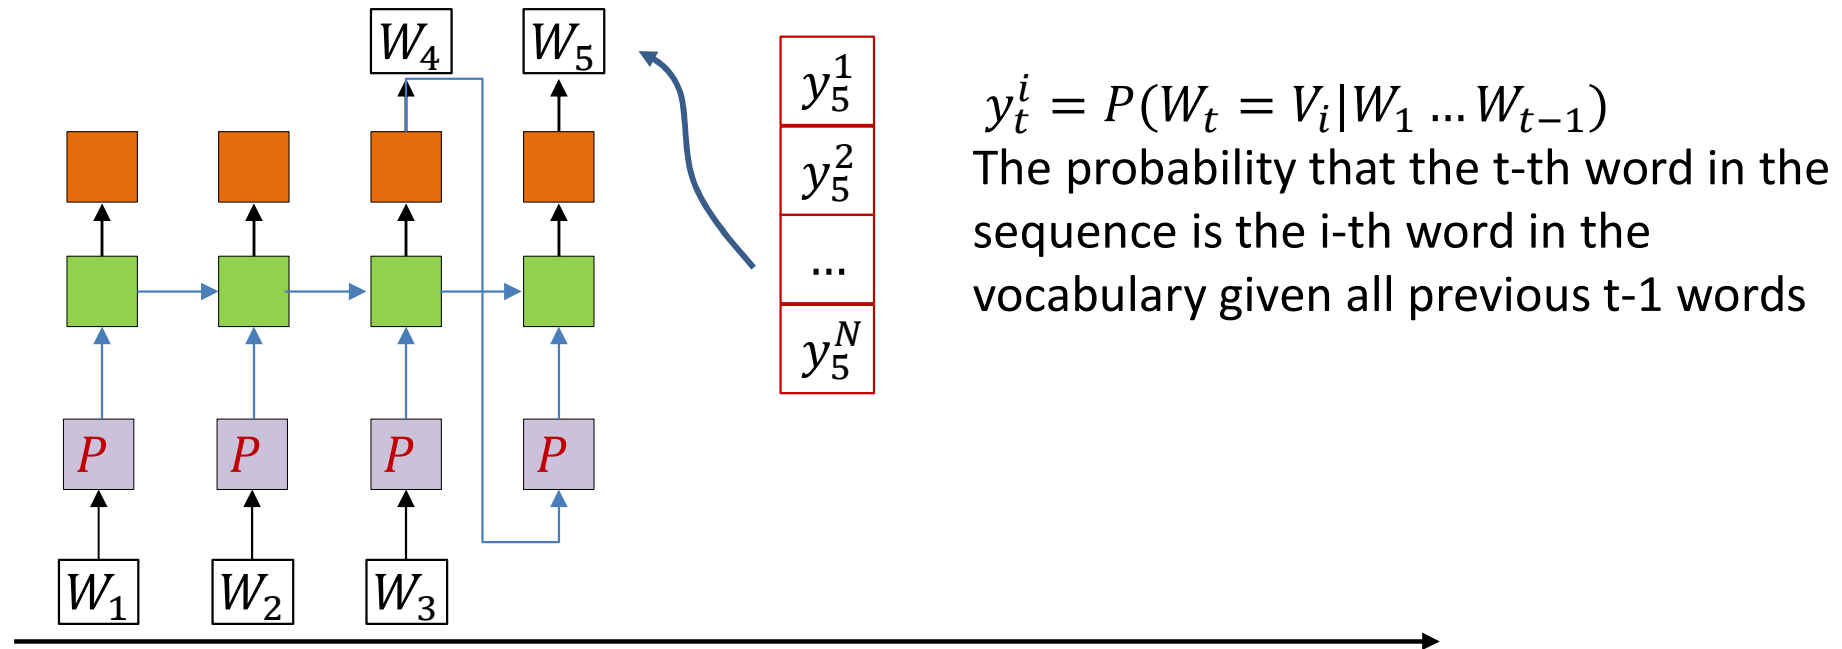 W₄ W₅
y₅¹
y₅²
...
y₅ᴺ
yₜⁱ = P(Wₜ = Vᵢ|W₁ … Wₜ₋₁)
The probability that the t-th word in the
sequence is the i-th word in the
vocabulary given all previous t-1 words
P P P P
W₁ W₂ W₃